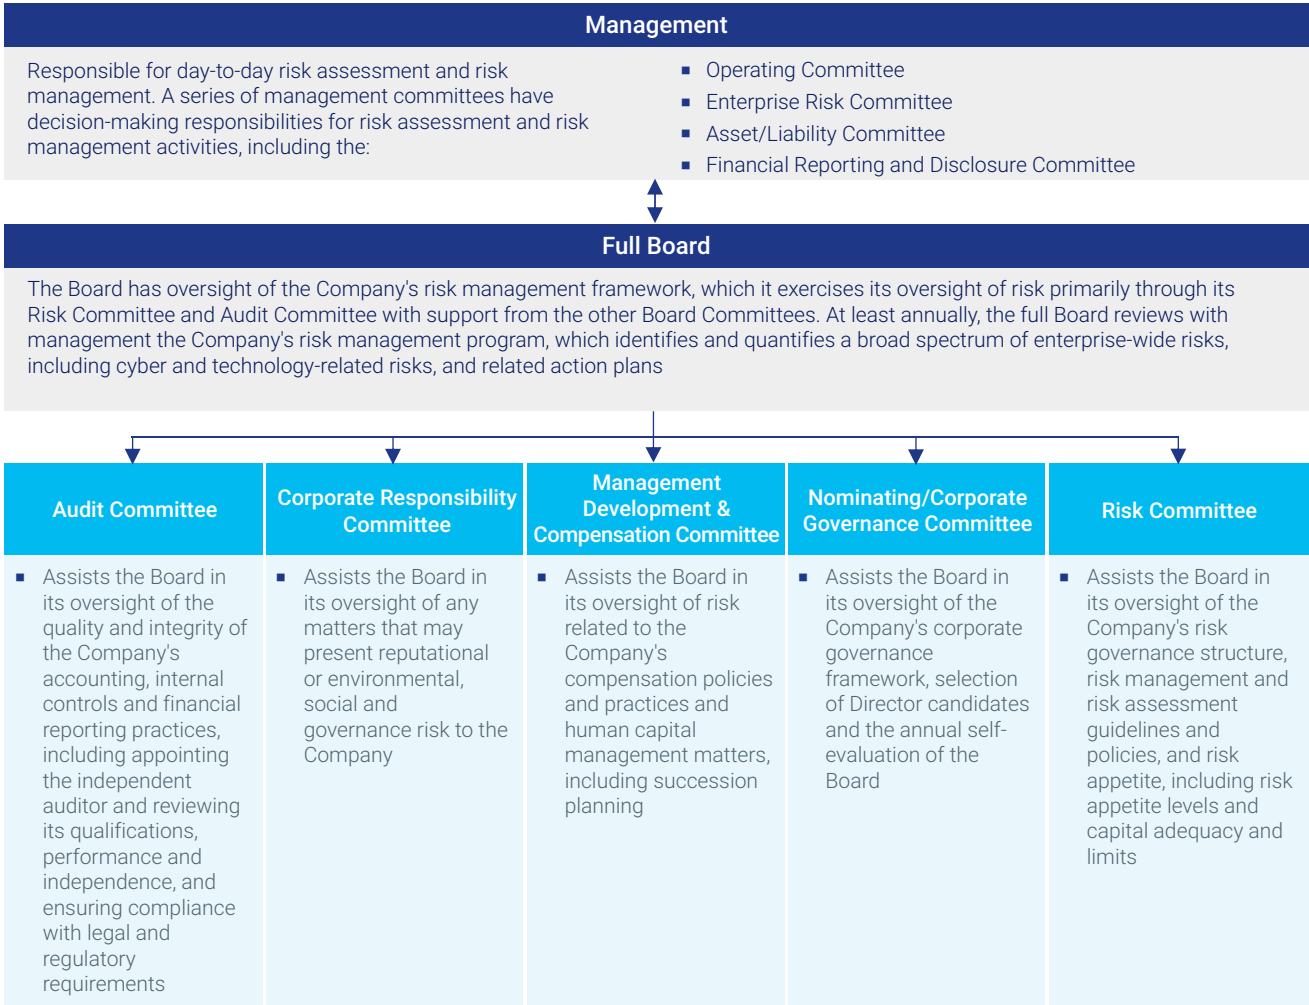 Management
Responsible for day-to-day risk assessment and risk
management. A series of management committees have
decision-making responsibilities for risk assessment and risk
management activities, including the:
▪ Operating Committee
▪ Enterprise Risk Committee
▪ Asset/Liability Committee
▪ Financial Reporting and Disclosure Committee
Full Board
The Board has oversight of the Company's risk management framework, which it exercises its oversight of risk primarily through its
Risk Committee and Audit Committee with support from the other Board Committees. At least annually, the full Board reviews with
management the Company's risk management program, which identifies and quantifies a broad spectrum of enterprise-wide risks,
including cyber and technology-related risks, and related action plans
Audit Committee
▪ Assists the Board in
its oversight of the
quality and integrity of
the Company's
accounting, internal
controls and financial
reporting practices,
including appointing
the independent
auditor and reviewing
its qualifications,
performance and
independence, and
ensuring compliance
with legal and
regulatory
requirements
Corporate Responsibility
Committee
▪ Assists the Board in
its oversight of any
matters that may
present reputational
or environmental,
social and
governance risk to the
Company
Management
Development &
Compensation Committee
▪ Assists the Board in
its oversight of risk
related to the
Company's
compensation policies
and practices and
human capital
management matters,
including succession
planning
Nominating/Corporate
Governance Committee
▪ Assists the Board in
its oversight of the
Company's corporate
governance
framework, selection
of Director candidates
and the annual self-
evaluation of the
Board
Risk Committee
▪ Assists the Board in
its oversight of the
Company's risk
governance structure,
risk management and
risk assessment
guidelines and
policies, and risk
appetite, including risk
appetite levels and
capital adequacy and
limits